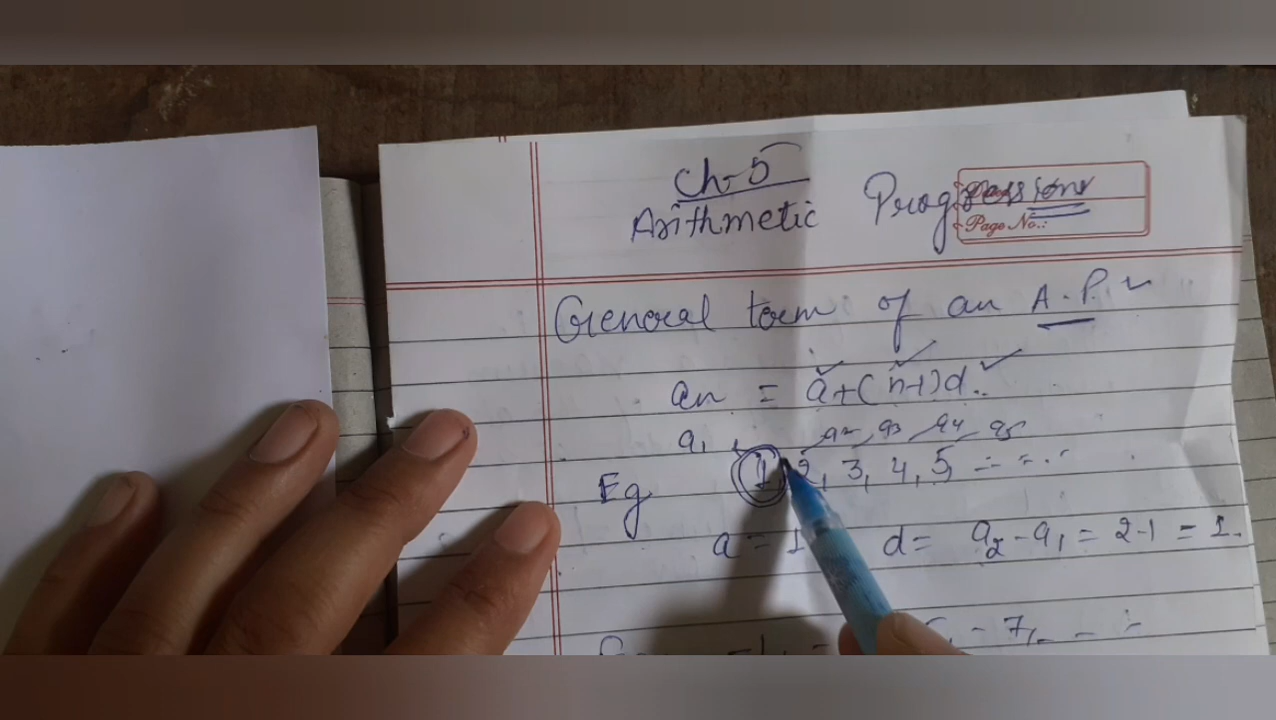 Ch-5
Arithmetic Progressions
Page No.:
General term of an A.P.
an = a+(n-1)d.
a1 a2 a3 a4 a5
Eg 1, 2, 3, 4, 5, - - - .
a = 1 d = a2 - a1 = 2-1 = 1.
- 7, - - -